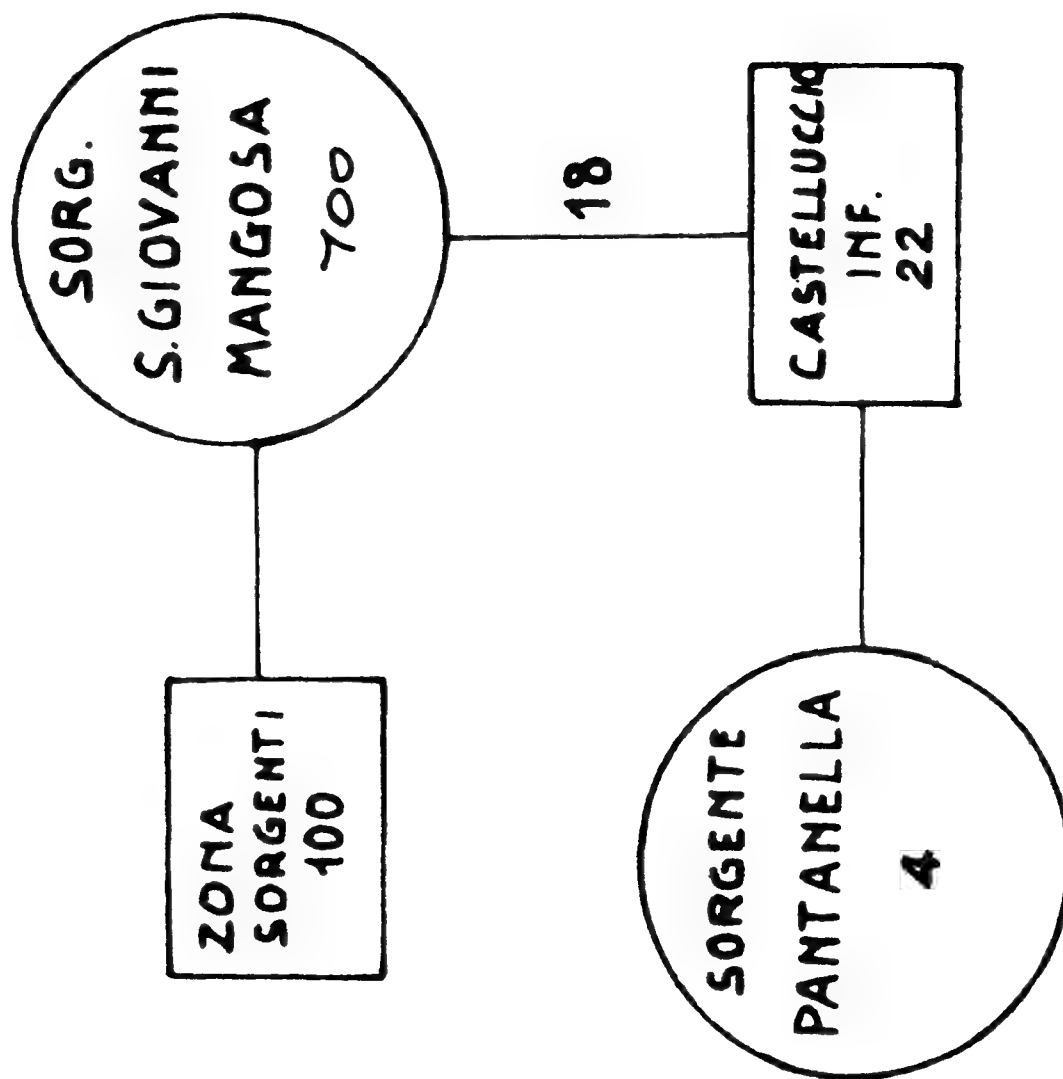 ZONA
SORGENTI
100
SORG.
S.GIOVANNI
MANGOSA
700
18
SORGENTE
PANTANELLA
4
CASTELLUCCIO
INF.
22